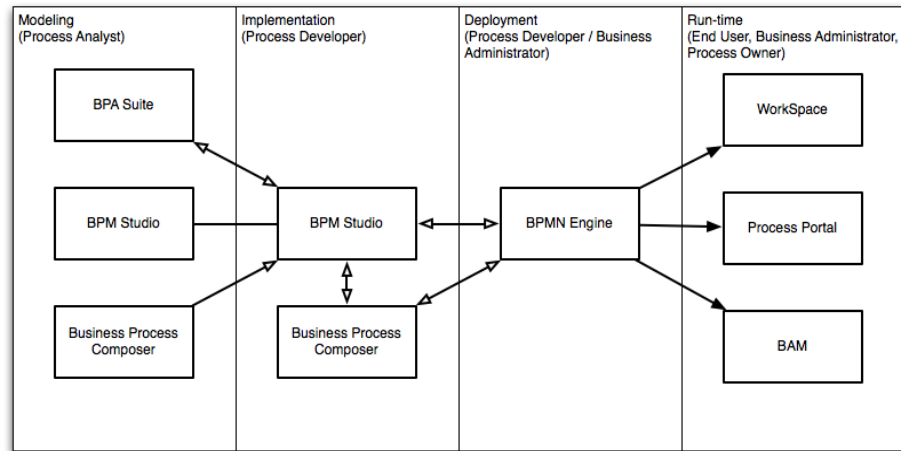 Modeling
(Process Analyst)
Implementation
(Process Developer)
Deployment
(Process Developer / Business
Administrator)
Run-time
(End User, Business Administrator,
Process Owner)
BPA Suite
WorkSpace
BPM Studio
BPM Studio
BPMN Engine
Process Portal
Business Process
Composer
Business Process
Composer
BAM